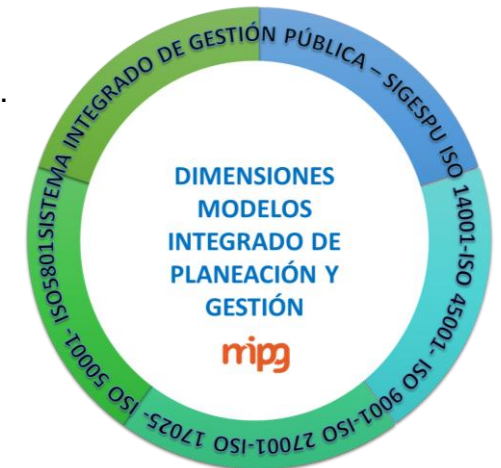 SISTEMA INTEGRADO DE GESTIÓN PÚBLICA – SIGESPU ISO 14001-ISO 45001- ISO 9001-ISO 27001-ISO 17025- ISO 50001- ISO5801
DIMENSIONES
MODELOS
INTEGRADO DE
PLANEACIÓN Y
GESTIÓN
mipg
.